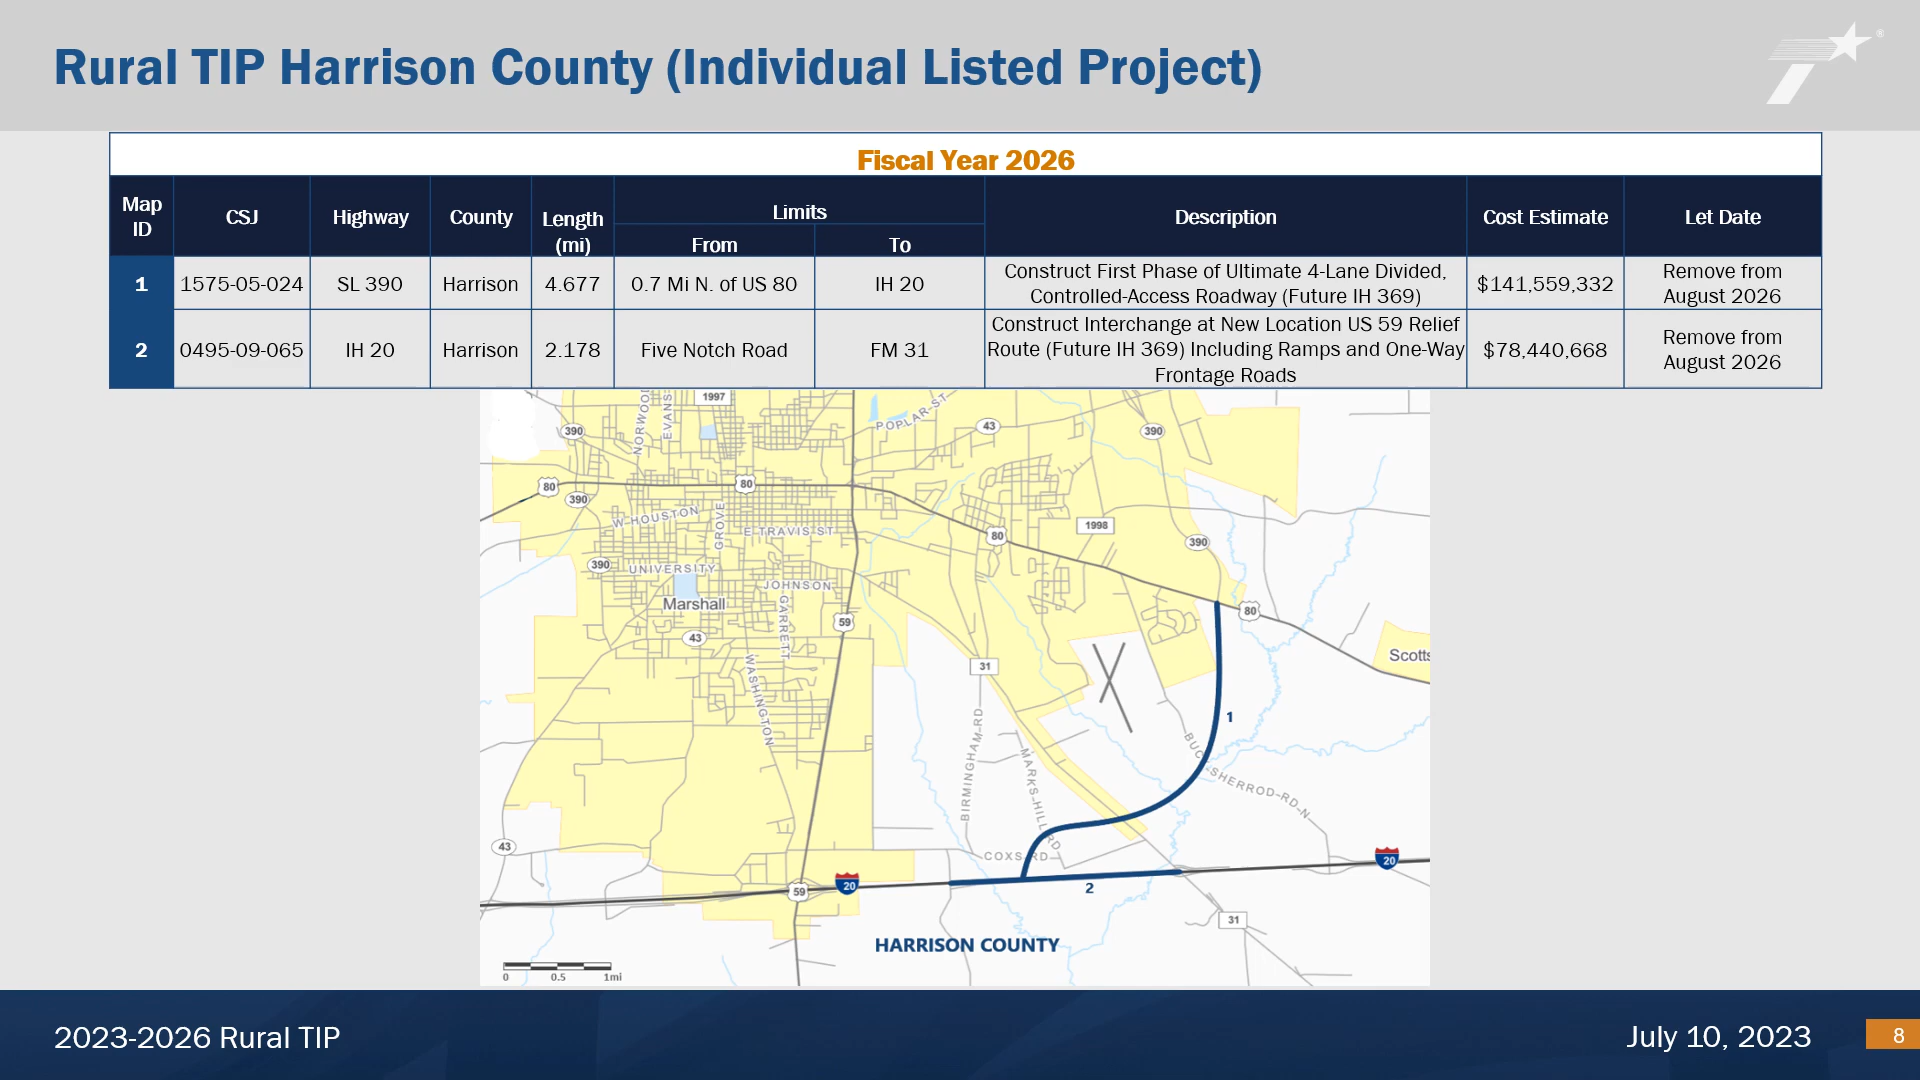 Rural TIP Harrison County (Individual Listed Project)
®
Fiscal Year 2026
Map ID
CSJ
Highway
County
Length (mi)
Limits
From
To
Description
Cost Estimate
Let Date
1
1575-05-024
SL 390
Harrison
4.677
0.7 Mi N. of US 80
IH 20
Construct First Phase of Ultimate 4-Lane Divided,
Controlled-Access Roadway (Future IH 369)
$141,559,332
Remove from
August 2026
2
0495-09-065
IH 20
Harrison
2.178
Five Notch Road
FM 31
Construct Interchange at New Location US 59 Relief
Route (Future IH 369) Including Ramps and One-Way
Frontage Roads
$78,440,668
Remove from
August 2026
1997
NORWOO
EVANS
POPLAR-ST
43
390
390
80
390
80
W HOUSTON
GROVE
E TRAVIS ST
80
1998
390
390
UNIVERSITY
JOHNSON
Marshall
GARRETT
59
80
43
31
WASHINGTON
Scotts
1
BIRMINGHAM-RD
MARKS-HILL RD
BUCK-SHERROD-RD-N
43
COXS-RD
20
59
20
2
31
HARRISON COUNTY
0 0.5 1mi
2023-2026 Rural TIP
July 10, 2023
8